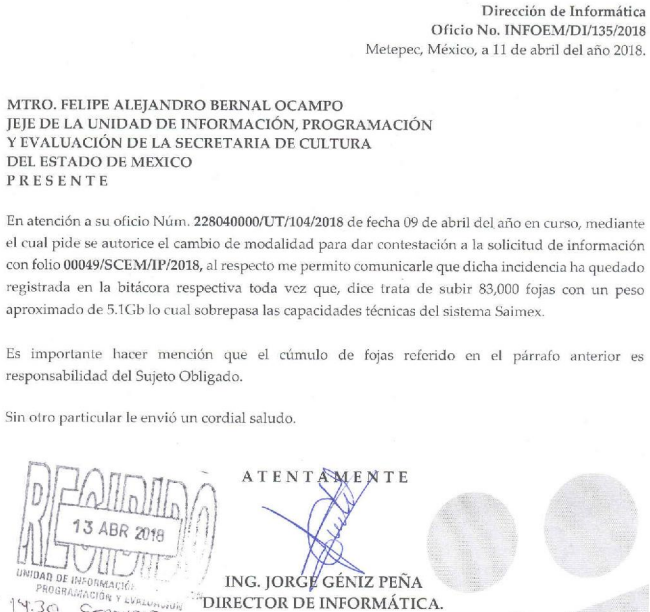 Dirección de Informática
Oficio No. INFOEM/DI/135/2018
Metepec, México, a 11 de abril del año 2018.
MTRO. FELIPE ALEJANDRO BERNAL OCAMPO
JEJE DE LA UNIDAD DE INFORMACIÓN, PROGRAMACIÓN
Y EVALUACIÓN DE LA SECRETARIA DE CULTURA
DEL ESTADO DE MEXICO
P R E S E N T E
En atención a su oficio Núm. 228040000/UT/104/2018 de fecha 09 de abril del año en curso, mediante
el cual pide se autorice el cambio de modalidad para dar contestación a la solicitud de información
con folio 00049/SCEM/IP/2018, al respecto me permito comunicarle que dicha incidencia ha quedado
registrada en la bitácora respectiva toda vez que, dice trata de subir 83,000 fojas con un peso
aproximado de 5.1Gb lo cual sobrepasa las capacidades técnicas del sistema Saimex.
Es importante hacer mención que el cúmulo de fojas referido en el párrafo anterior es
responsabilidad del Sujeto Obligado.
Sin otro particular le envió un cordial saludo.
A T E N T A M E N T E
RECIBIDO
13 ABR 2018
UNIDAD DE INFORMACIÓN
PROGRAMACIÓN Y EVALUACIÓN
14:30
ING. JORGE GÉNIZ PEÑA
DIRECTOR DE INFORMÁTICA.